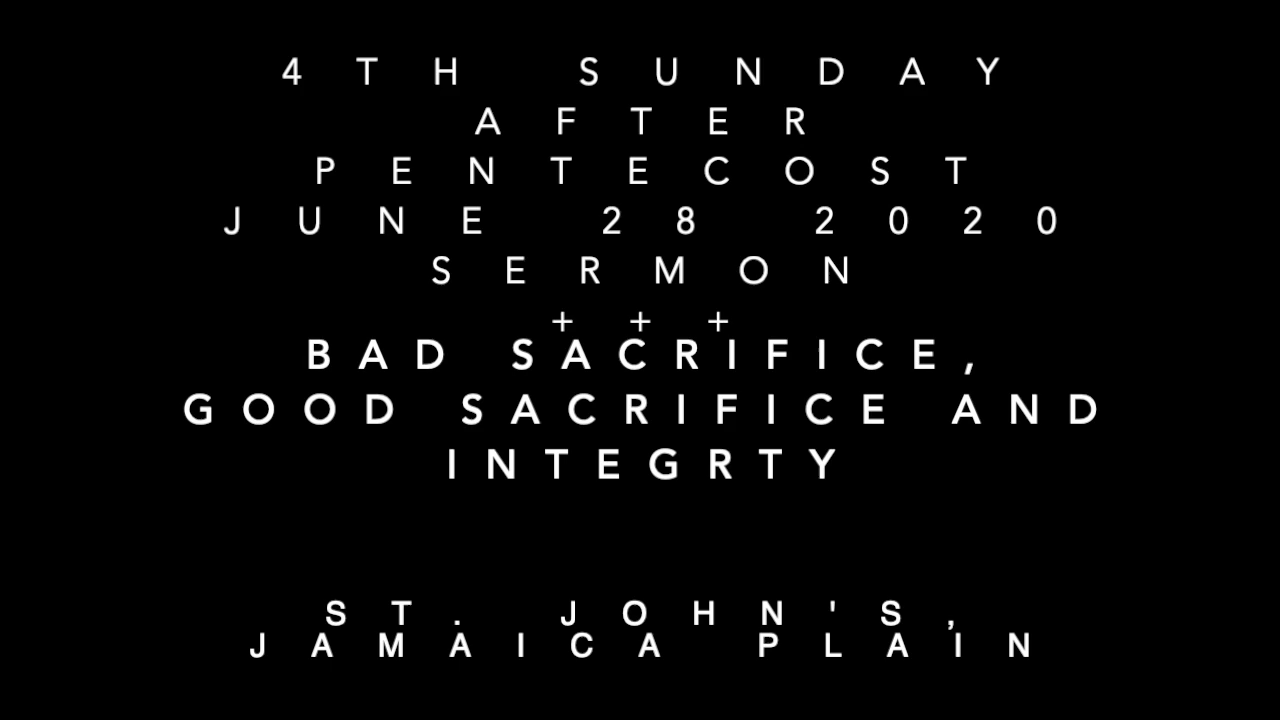 4TH SUNDAY
AFTER
PENTECOST
JUNE 28 2020
SERMON
+ + +
BAD SACRIFICE,
GOOD SACRIFICE AND
INTEGRTY
ST. JOHN'S,
JAMAICA PLAIN